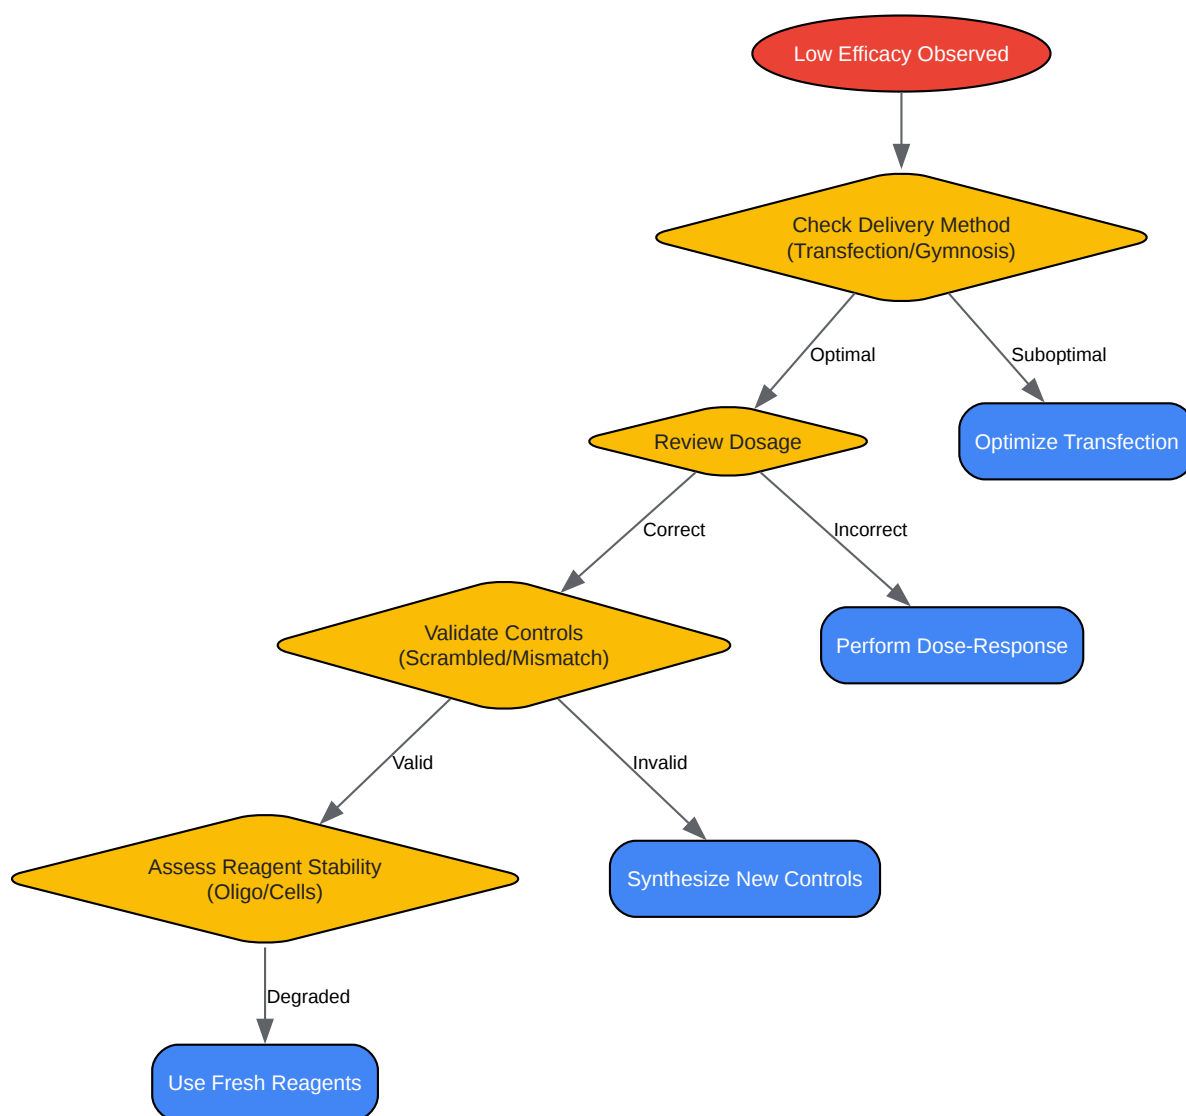 Low Efficacy Observed
Check Delivery Method
(Transfection/Gymnosis)
Optimal
Suboptimal
Review Dosage
Optimize Transfection
Correct
Incorrect
Validate Controls
(Scrambled/Mismatch)
Perform Dose-Response
Valid
Invalid
Assess Reagent Stability
(Oligo/Cells)
Synthesize New Controls
Degraded
Use Fresh Reagents